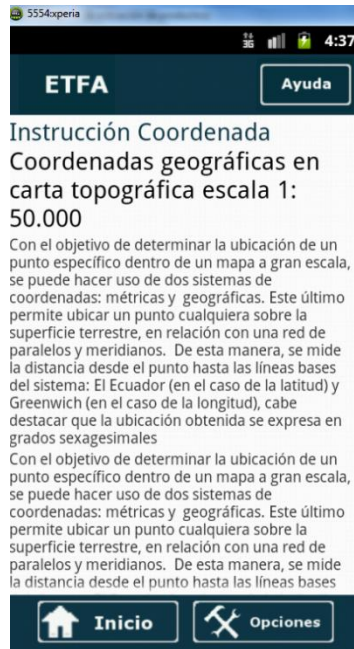 5554:xperia
3G 4:37
ETFA Ayuda
Instrucción Coordenada
Coordenadas geográficas en
carta topográfica escala 1:
50.000
Con el objetivo de determinar la ubicación de un
punto específico dentro de un mapa a gran escala,
se puede hacer uso de dos sistemas de
coordenadas: métricas y geográficas. Este último
permite ubicar un punto cualquiera sobre la
superficie terrestre, en relación con una red de
paralelos y meridianos. De esta manera, se mide
la distancia desde el punto hasta las líneas bases
del sistema: El Ecuador (en el caso de la latitud) y
Greenwich (en el caso de la longitud), cabe
destacar que la ubicación obtenida se expresa en
grados sexagesimales
Con el objetivo de determinar la ubicación de un
punto específico dentro de un mapa a gran escala,
se puede hacer uso de dos sistemas de
coordenadas: métricas y geográficas. Este último
permite ubicar un punto cualquiera sobre la
superficie terrestre, en relación con una red de
paralelos y meridianos. De esta manera, se mide
la distancia desde el punto hasta las líneas bases
Inicio Opciones